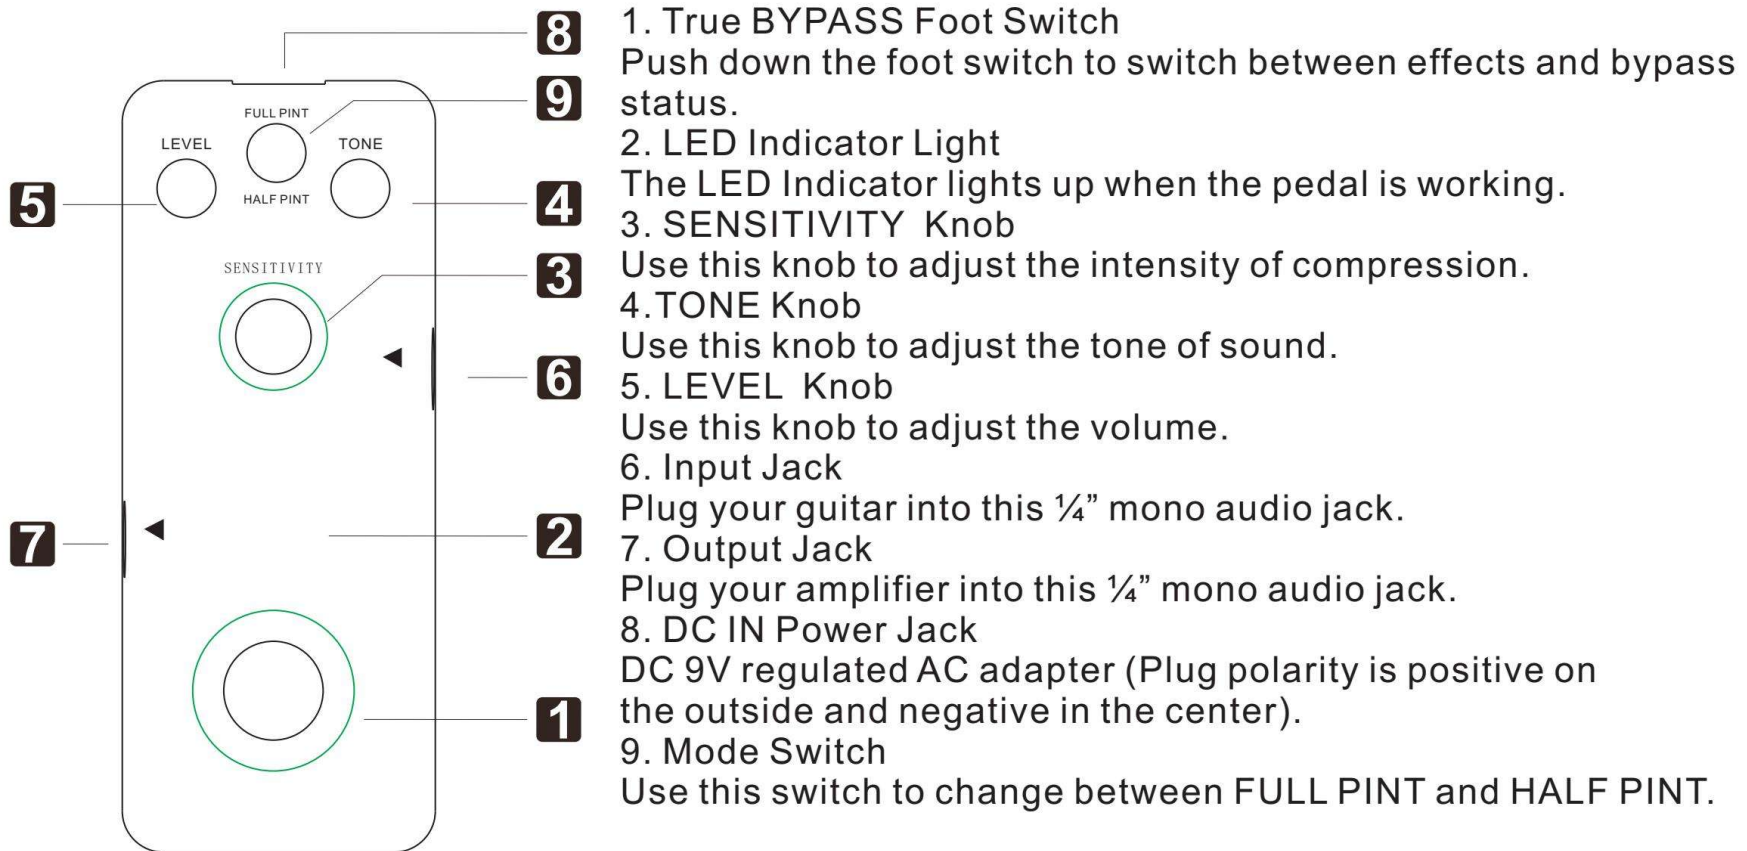 8
9
FULL PINT
LEVEL
TONE
5
HALF PINT
4
SENSITIVITY
3
6
7
2
1
1. True BYPASS Foot Switch
Push down the foot switch to switch between effects and bypass
status.
2. LED Indicator Light
The LED Indicator lights up when the pedal is working.
3. SENSITIVITY Knob
Use this knob to adjust the intensity of compression.
4.TONE Knob
Use this knob to adjust the tone of sound.
5. LEVEL Knob
Use this knob to adjust the volume.
6. Input Jack
Plug your guitar into this ¼” mono audio jack.
7. Output Jack
Plug your amplifier into this ¼” mono audio jack.
8. DC IN Power Jack
DC 9V regulated AC adapter (Plug polarity is positive on
the outside and negative in the center).
9. Mode Switch
Use this switch to change between FULL PINT and HALF PINT.